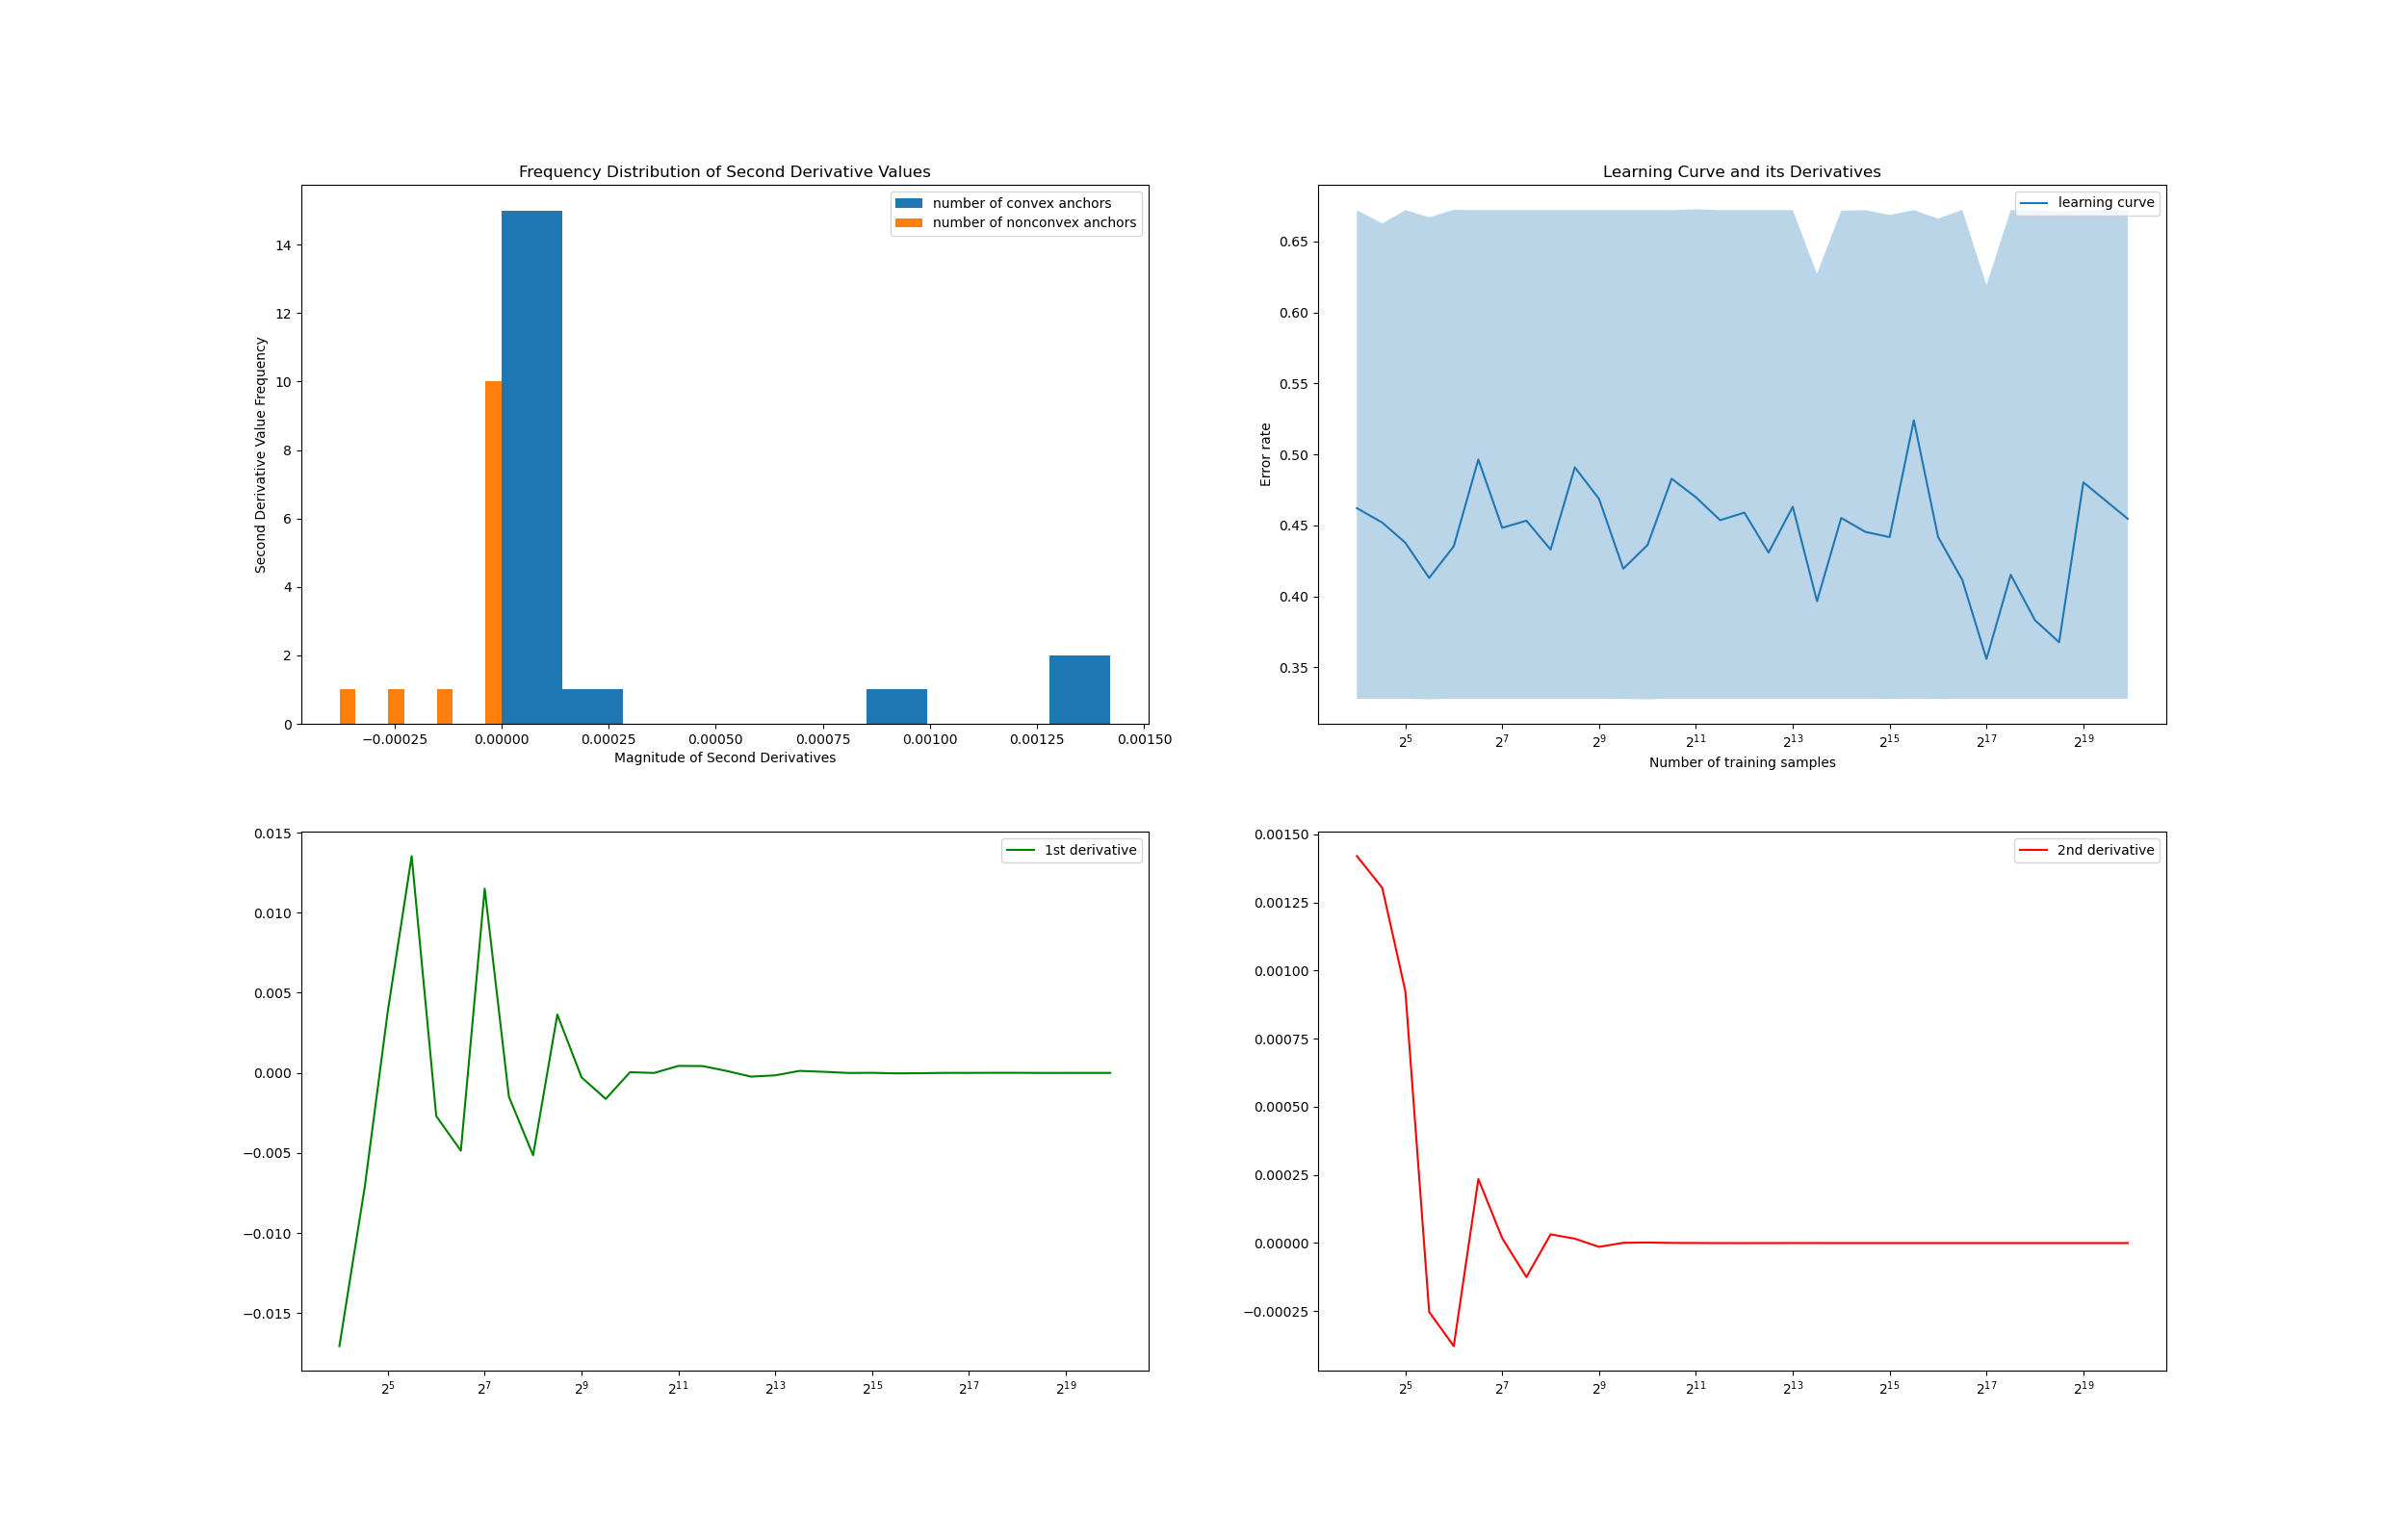 Frequency Distribution of Second Derivative Values
number of convex anchors
number of nonconvex anchors
14
12
10
8
6
4
2
0
Second Derivative Value Frequency
−0.00025 0.00000 0.00025 0.00050 0.00075 0.00100 0.00125 0.00150
Magnitude of Second Derivatives
Learning Curve and its Derivatives
learning curve
0.65
0.60
0.55
0.50
0.45
0.40
0.35
Error rate
2^5 2^7 2^9 2^11 2^13 2^15 2^17 2^19
Number of training samples
1st derivative
0.015
0.010
0.005
0.000
−0.005
−0.010
−0.015
2^5 2^7 2^9 2^11 2^13 2^15 2^17 2^19
2nd derivative
0.00150
0.00125
0.00100
0.00075
0.00050
0.00025
0.00000
−0.00025
2^5 2^7 2^9 2^11 2^13 2^15 2^17 2^19